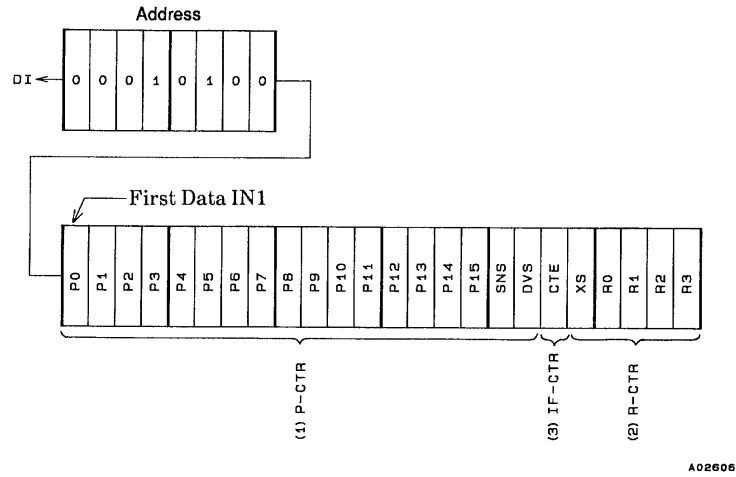 Address
DI 0 0 0 1 0 1 0 0
First Data IN1
P0 P1 P2 P3 P4 P5 P6 P7 P8 P9 P10 P11 P12 P13 P14 P15 SNS DVS CTE XS R0 R1 R2 R3
(1) P-CTR (3) IF-CTR (2) R-CTR
A02606